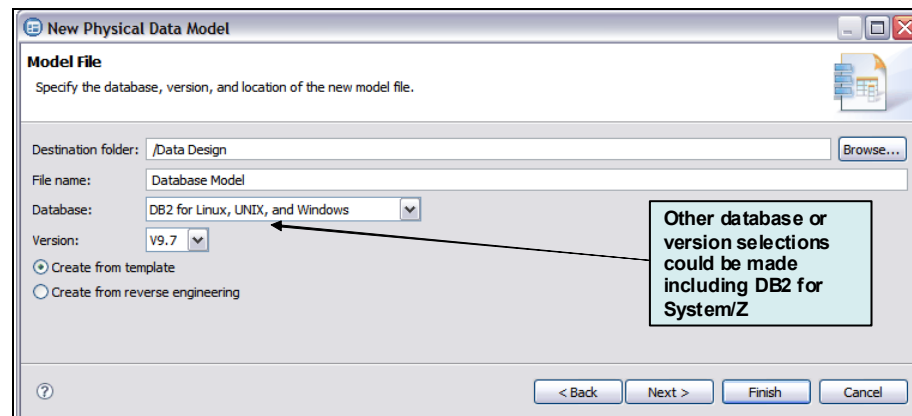 New Physical Data Model
Model File
Specify the database, version, and location of the new model file.
Destination folder: /Data Design Browse...
File name: Database Model
Database: DB2 for Linux, UNIX, and Windows
Version: V9.7
Create from template
Create from reverse engineering
Other database or
version selections
could be made
including DB2 for
System/Z
? < Back Next > Finish Cancel